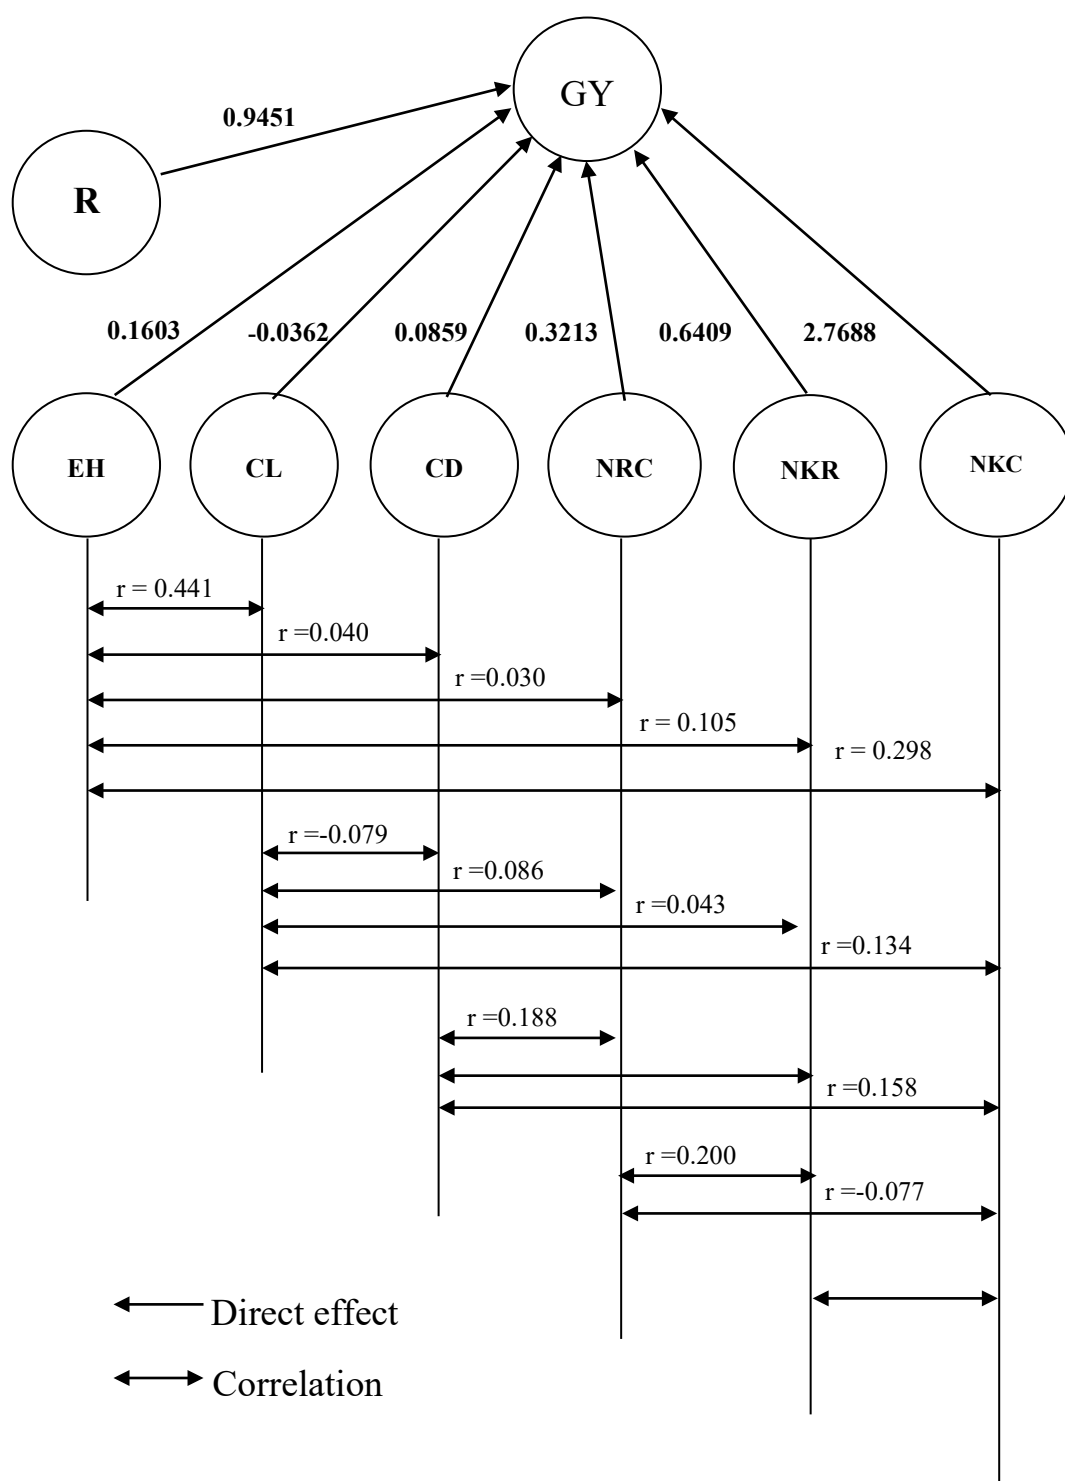 GY
0.9451
R
0.1603 -0.0362 0.0859 0.3213 0.6409 2.7688
EH CL CD NRC NKR NKC
r = 0.441
r =0.040
r =0.030
r = 0.105
r = 0.298
r =-0.079
r =0.086
r =0.043
r =0.134
r =0.188
r =0.158
r =0.200
r =-0.077
Direct effect
Correlation